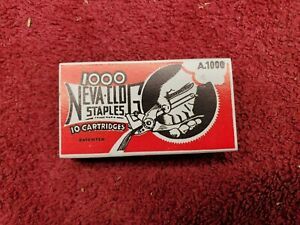 1000
NEVA-CLOG
STAPLES
10 CARTRIDGES
PATENTED
A.1000